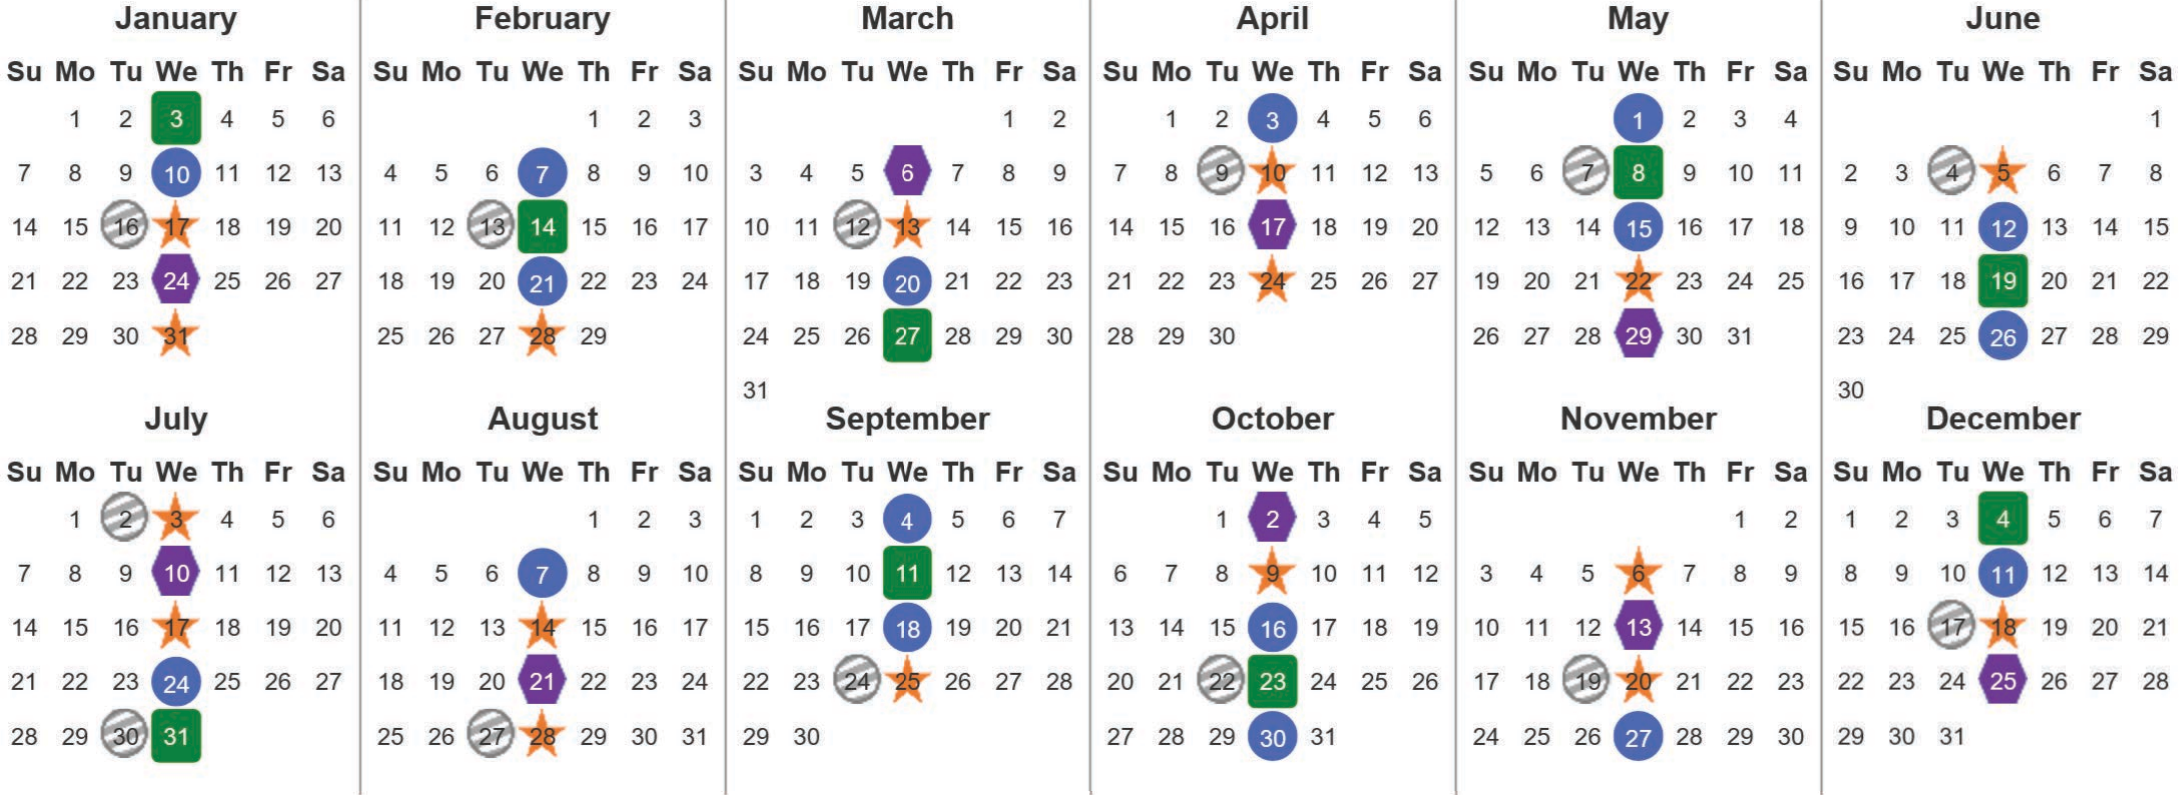 January February March April May June
Su Mo Tu We Th Fr Sa Su Mo Tu We Th Fr Sa Su Mo Tu We Th Fr Sa Su Mo Tu We Th Fr Sa Su Mo Tu We Th Fr Sa Su Mo Tu We Th Fr Sa
1 2 3 4 5 6 1 2 3 1 2 1 2 3 4 5 6 1 2 3 4 1
7 8 9 10 11 12 13 4 5 6 7 8 9 10 3 4 5 6 7 8 9 7 8 9 10 11 12 13 5 6 7 8 9 10 11 2 3 4 5 6 7 8
14 15 16 17 18 19 20 11 12 13 14 15 16 17 10 11 12 13 14 15 16 14 15 16 17 18 19 20 12 13 14 15 16 17 18 9 10 11 12 13 14 15
21 22 23 24 25 26 27 18 19 20 21 22 23 24 17 18 19 20 21 22 23 21 22 23 24 25 26 27 19 20 21 22 23 24 25 16 17 18 19 20 21 22
28 29 30 31 25 26 27 28 29 24 25 26 27 28 29 30 28 29 30 26 27 28 29 30 31 23 24 25 26 27 28 29
31 30
July August September October November December
Su Mo Tu We Th Fr Sa Su Mo Tu We Th Fr Sa Su Mo Tu We Th Fr Sa Su Mo Tu We Th Fr Sa Su Mo Tu We Th Fr Sa Su Mo Tu We Th Fr Sa
1 2 3 4 5 6 1 2 3 1 2 3 4 5 6 7 1 2 3 4 5 1 2 1 2 3 4 5 6 7
7 8 9 10 11 12 13 4 5 6 7 8 9 10 8 9 10 11 12 13 14 6 7 8 9 10 11 12 3 4 5 6 7 8 9 8 9 10 11 12 13 14
14 15 16 17 18 19 20 11 12 13 14 15 16 17 15 16 17 18 19 20 21 13 14 15 16 17 18 19 10 11 12 13 14 15 16 15 16 17 18 19 20 21
21 22 23 24 25 26 27 18 19 20 21 22 23 24 22 23 24 25 26 27 28 20 21 22 23 24 25 26 17 18 19 20 21 22 23 22 23 24 25 26 27 28
28 29 30 31 25 26 27 28 29 30 31 29 30 27 28 29 30 31 24 25 26 27 28 29 30 29 30 31